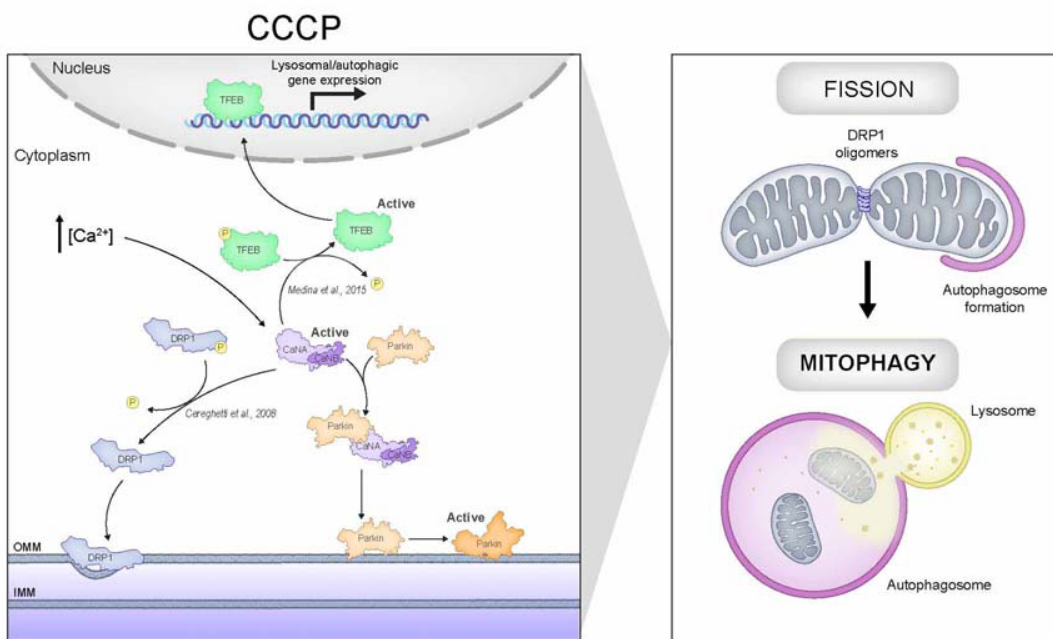 CCCP
Nucleus
Lysosomal/autophagic
gene expression
TFEB
Cytoplasm
Active
↑ [Ca²⁺]
P
TFEB
TFEB
P
Medina et al., 2015
DRP1
P
Active
CaNA
CaNB
Parkin
P
Cereghetti et al., 2008
Parkin
CaNA
CaNB
DRP1
Active
OMM
DRP1
Parkin
Parkin
IMM
FISSION
DRP1
oligomers
Autophagosome
formation
MITOPHAGY
Lysosome
Autophagosome